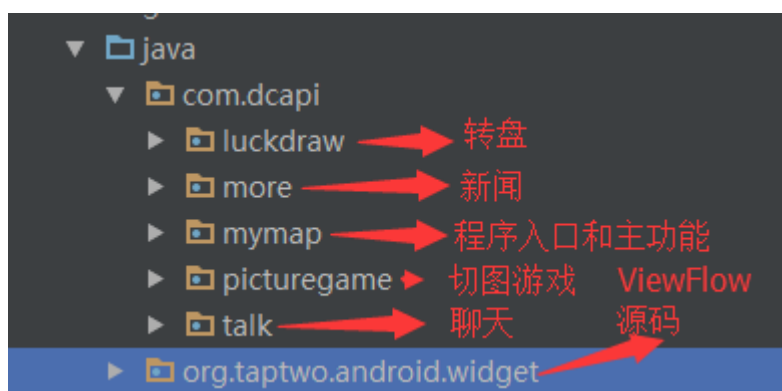 java
com.dcapi
luckdraw 转盘
more 新闻
mymap 程序入口和主功能
picturegame 切图游戏 ViewFlow
talk 聊天 源码
org.taptwo.android.widget